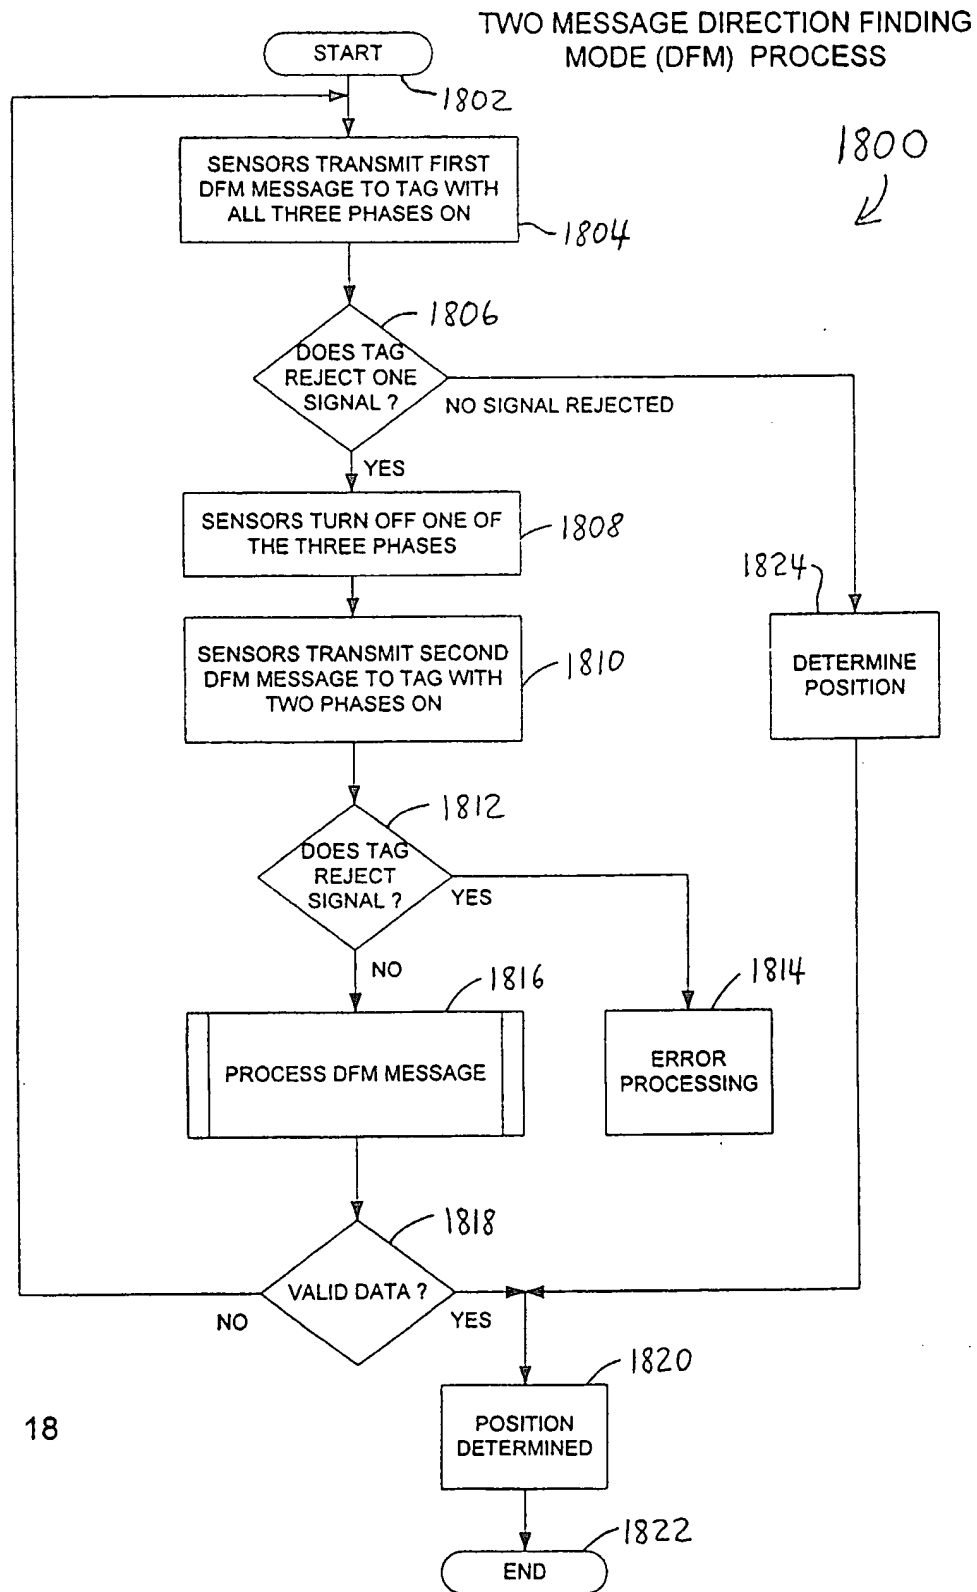 TWO MESSAGE DIRECTION FINDING
MODE (DFM) PROCESS
START
1802
1800
SENSORS TRANSMIT FIRST
DFM MESSAGE TO TAG WITH
ALL THREE PHASES ON
1804
1806
DOES TAG
REJECT ONE
SIGNAL ?
NO SIGNAL REJECTED
YES
SENSORS TURN OFF ONE OF
THE THREE PHASES
1808
1824
SENSORS TRANSMIT SECOND
DFM MESSAGE TO TAG WITH
TWO PHASES ON
1810
DETERMINE
POSITION
1812
DOES TAG
REJECT
SIGNAL ?
YES
NO
1816
1814
PROCESS DFM MESSAGE
ERROR
PROCESSING
1818
VALID DATA ?
NO
YES
1820
18
POSITION
DETERMINED
1822
END